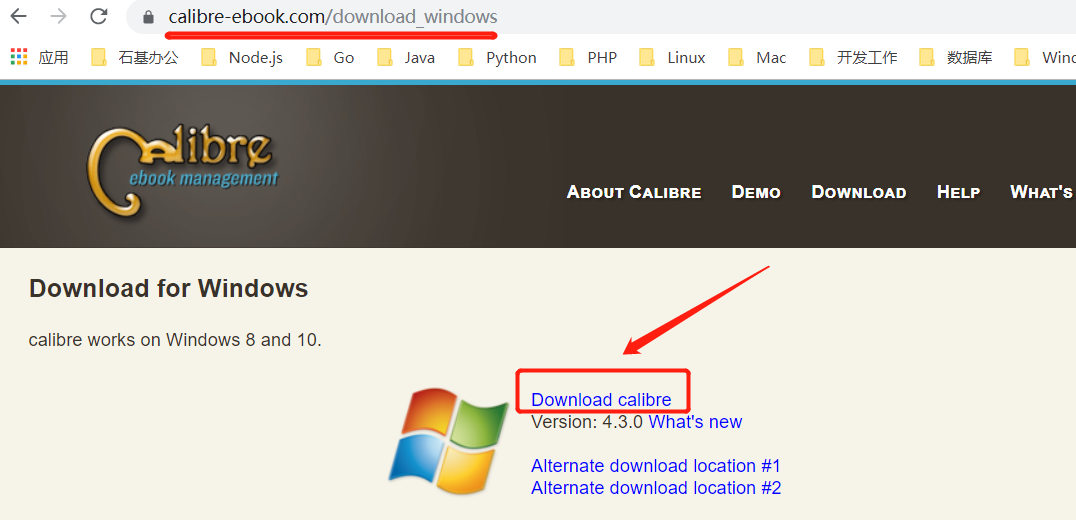 calibre-ebook.com/download_windows
应用 石基办公 Node.js Go Java Python PHP Linux Mac 开发工作 数据库 Wind
Calibre
ebook management
About Calibre Demo Download Help What's
Download for Windows
calibre works on Windows 8 and 10.
Download calibre
Version: 4.3.0 What's new
Alternate download location #1
Alternate download location #2